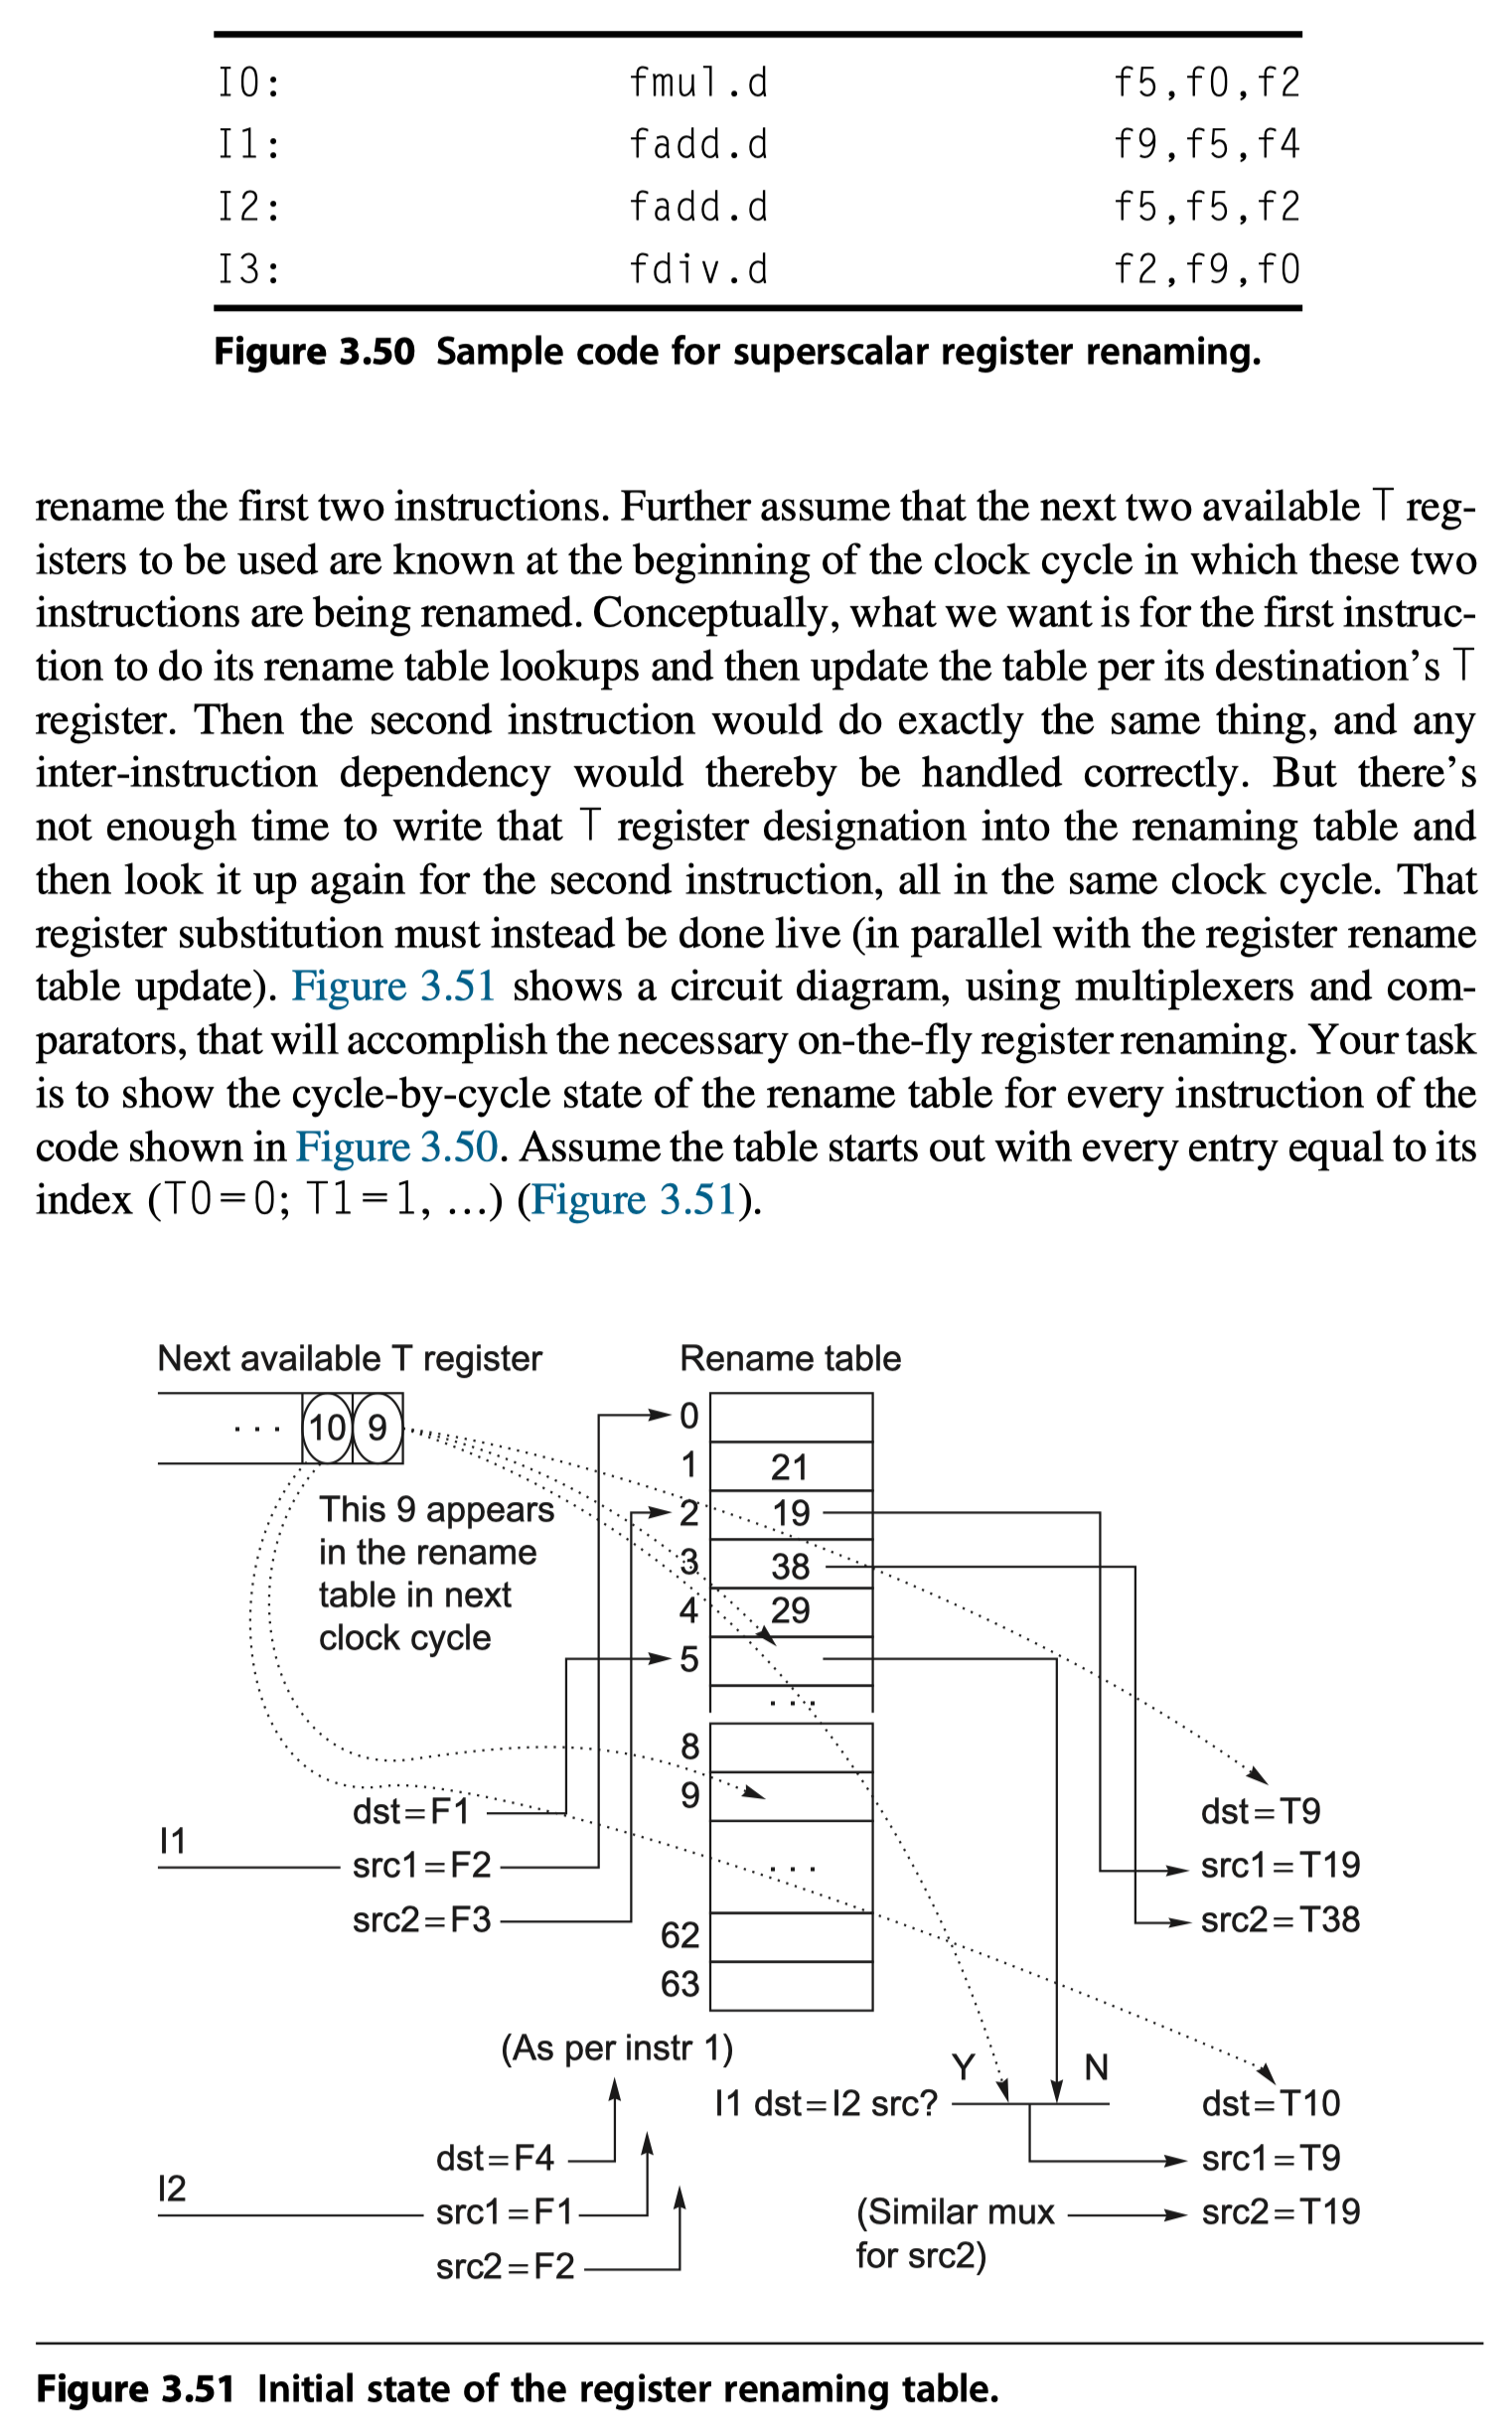 I0: fmul.d f5,f0,f2
I1: fadd.d f9,f5,f4
I2: fadd.d f5,f5,f2
I3: fdiv.d f2,f9,f0
Figure 3.50 Sample code for superscalar register renaming.
rename the first two instructions. Further assume that the next two available T reg-
isters to be used are known at the beginning of the clock cycle in which these two
instructions are being renamed. Conceptually, what we want is for the first instruc-
tion to do its rename table lookups and then update the table per its destination's T
register. Then the second instruction would do exactly the same thing, and any
inter-instruction dependency would thereby be handled correctly. But there's
not enough time to write that T register designation into the renaming table and
then look it up again for the second instruction, all in the same clock cycle. That
register substitution must instead be done live (in parallel with the register rename
table update). Figure 3.51 shows a circuit diagram, using multiplexers and com-
parators, that will accomplish the necessary on-the-fly register renaming. Your task
is to show the cycle-by-cycle state of the rename table for every instruction of the
code shown in Figure 3.50. Assume the table starts out with every entry equal to its
index (T0=0; T1=1, …) (Figure 3.51).
Next available T register
... 10 9
This 9 appears
in the rename
table in next
clock cycle
Rename table
0
1 21
2 19
3 38
4 29
5
...
8
9
...
62
63
I1
dst=F1
src1=F2
src2=F3
dst=T9
src1=T19
src2=T38
(As per instr 1)
I1 dst=I2 src?
Y
N
I2
dst=F4
src1=F1
src2=F2
(Similar mux
for src2)
dst=T10
src1=T9
src2=T19
Figure 3.51 Initial state of the register renaming table.